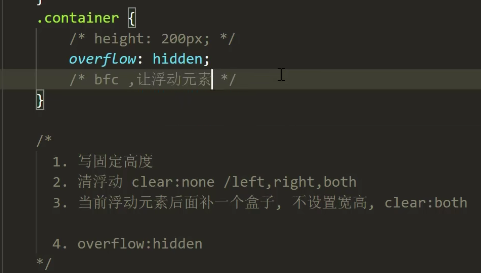 }
.container {
/* height: 200px; */
overflow: hidden;
/* bfc ,让浮动元素 */
}
/*
1. 写固定高度
2. 清浮动 clear:none /left,right,both
3. 当前浮动元素后面补一个盒子, 不设置宽高, clear:both
4. overflow:hidden
*/